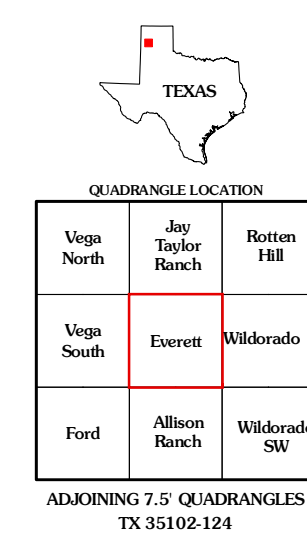 TEXAS
QUADRANGLE LOCATION
Vega
North
Jay
Taylor
Ranch
Rotten
Hill
Vega
South
Everett
Wildorado
Ford
Allison
Ranch
Wildorado
SW
ADJOINING 7.5' QUADRANGLES
TX 35102-124